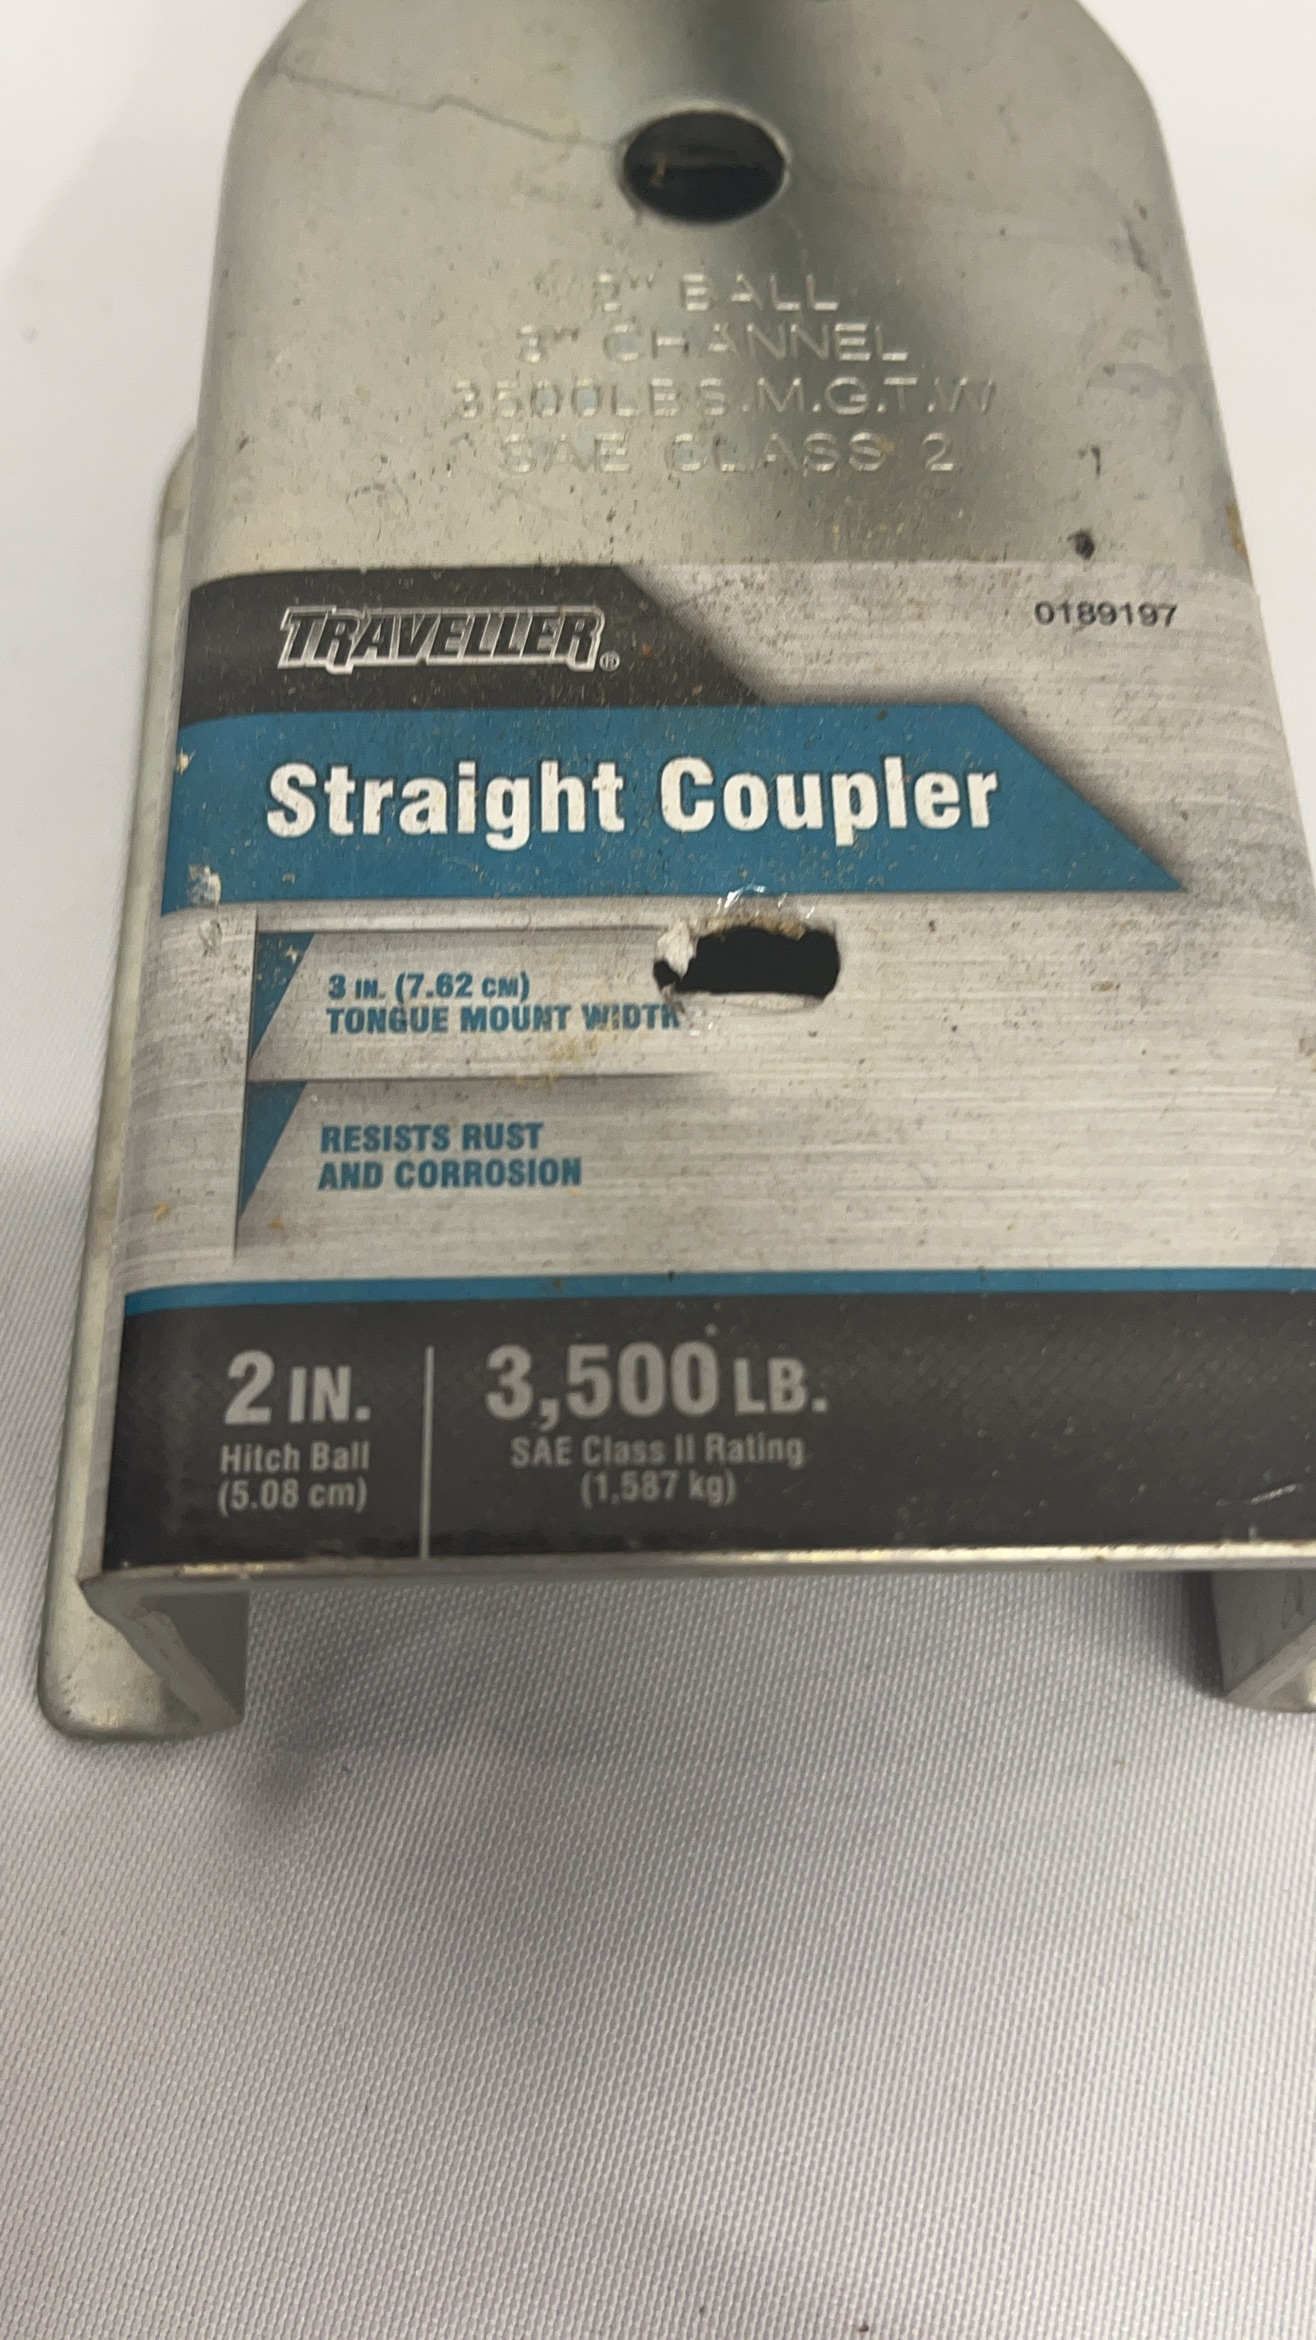 2" BALL
3" CHANNEL
3500LBS.M.G.T.W
SAE CLASS 2
TRAVELLER®
0189197
Straight Coupler
3 IN. (7.62 CM)
TONGUE MOUNT WIDTH
RESISTS RUST
AND CORROSION
2 IN.
Hitch Ball
(5.08 cm)
3,500 LB.
SAE Class II Rating
(1,587 kg)